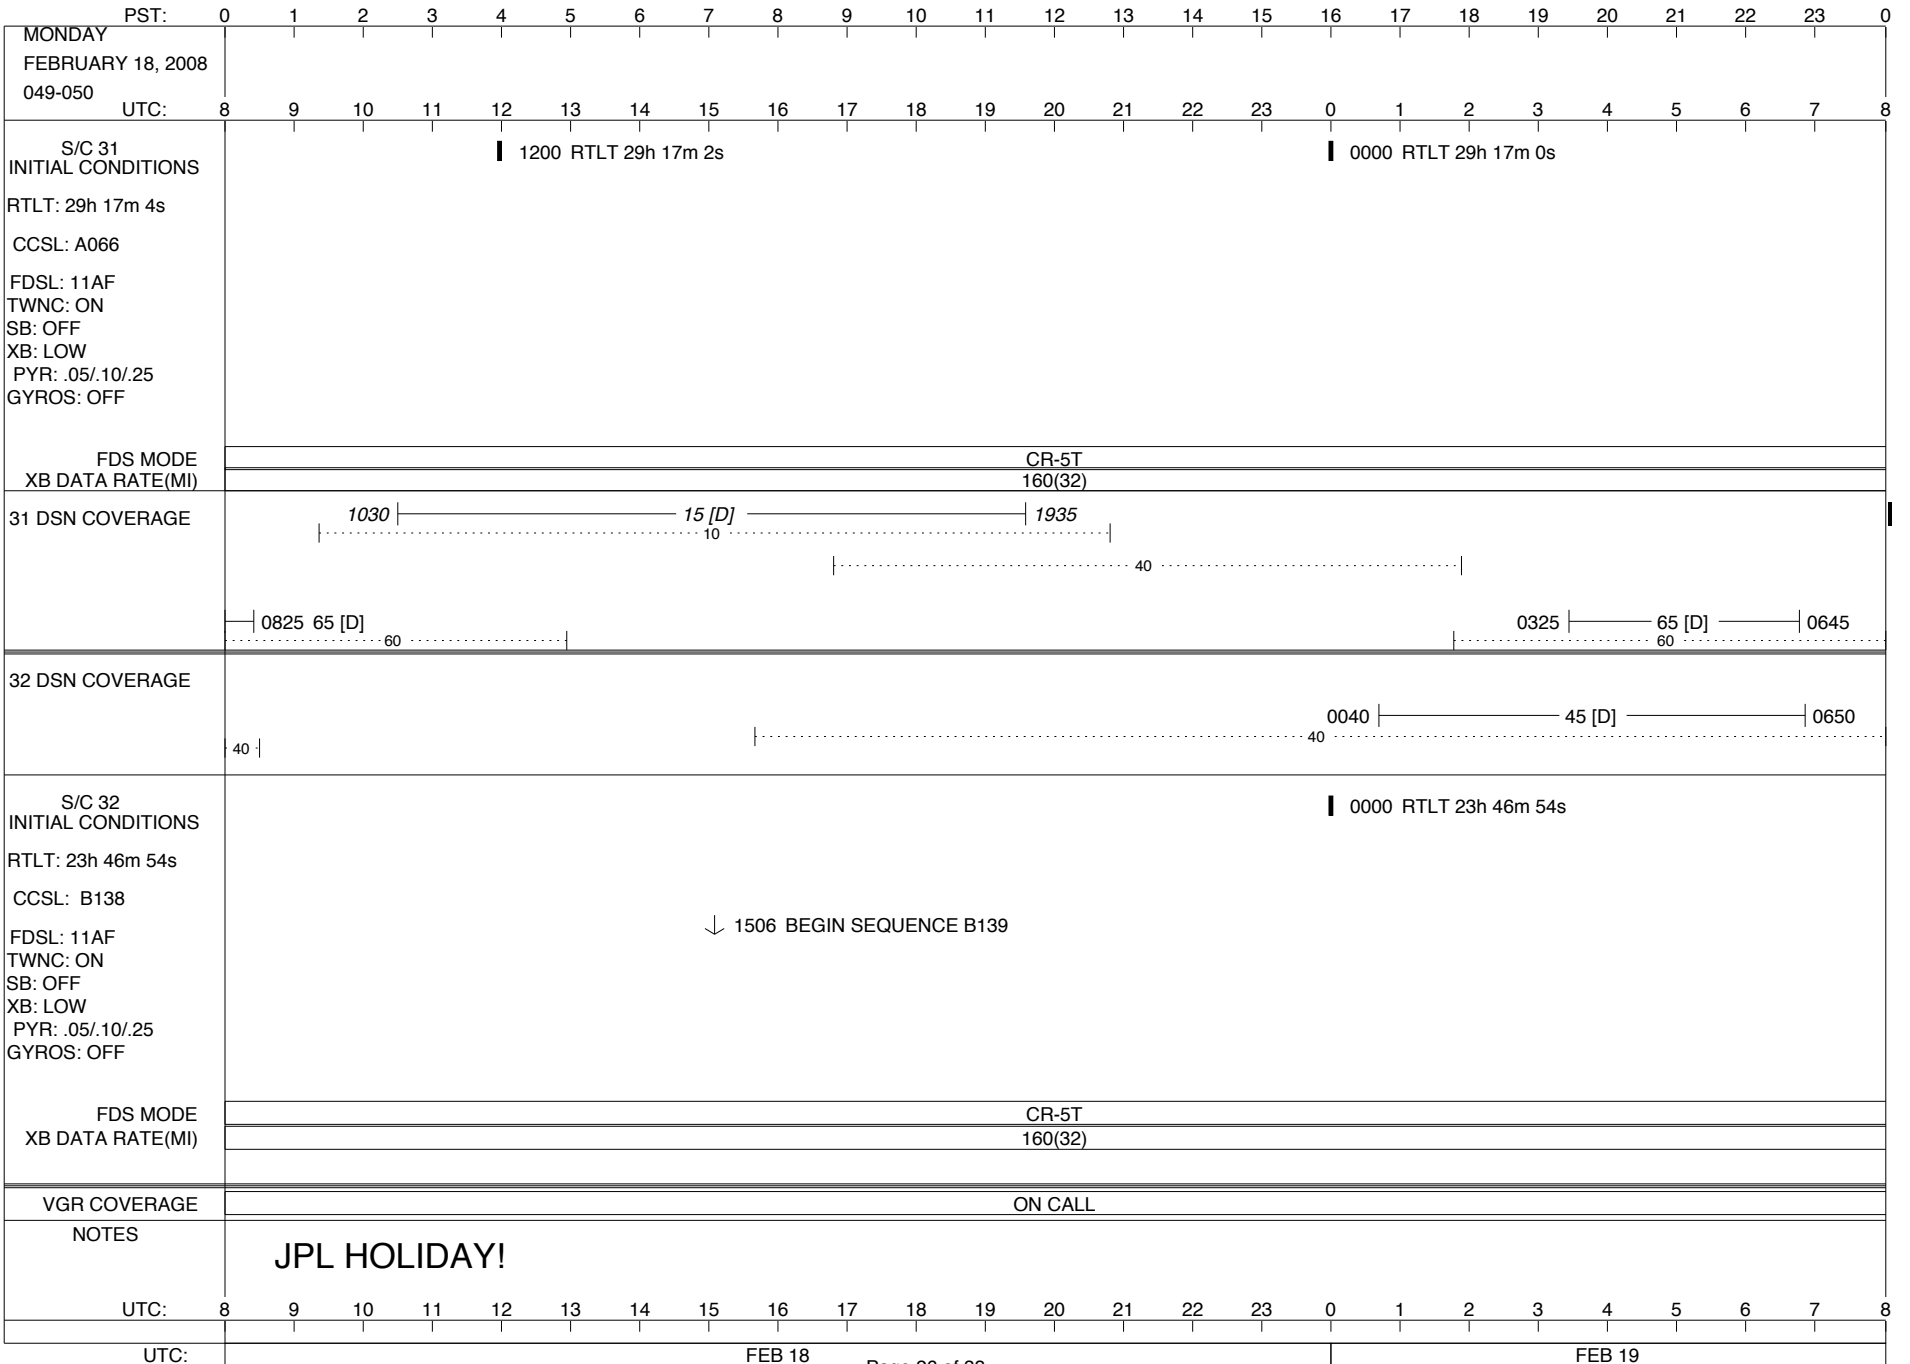 PST: 0 1 2 3 4 5 6 7 8 9 10 11 12 13 14 15 16 17 18 19 20 21 22 23 0
MONDAY
FEBRUARY 18, 2008
049-050
UTC: 8 9 10 11 12 13 14 15 16 17 18 19 20 21 22 23 0 1 2 3 4 5 6 7 8
S/C 31
INITIAL CONDITIONS
1200 RTLT 29h 17m 2s
0000 RTLT 29h 17m 0s
RTLT: 29h 17m 4s
CCSL: A066
FDSL: 11AF
TWNC: ON
SB: OFF
XB: LOW
PYR: .05/.10/.25
GYROS: OFF
FDS MODE CR-5T
XB DATA RATE(MI) 160(32)
31 DSN COVERAGE
1030 15 [D] 1935
10
40
0825 65 [D]
0325 65 [D] 0645
60
60
32 DSN COVERAGE
0040 45 [D] 0650
40
40
S/C 32
INITIAL CONDITIONS
0000 RTLT 23h 46m 54s
RTLT: 23h 46m 54s
CCSL: B138
1506 BEGIN SEQUENCE B139
FDSL: 11AF
TWNC: ON
SB: OFF
XB: LOW
PYR: .05/.10/.25
GYROS: OFF
FDS MODE CR-5T
XB DATA RATE(MI) 160(32)
VGR COVERAGE ON CALL
NOTES
JPL HOLIDAY!
UTC: 8 9 10 11 12 13 14 15 16 17 18 19 20 21 22 23 0 1 2 3 4 5 6 7 8
UTC: FEB 18 FEB 19